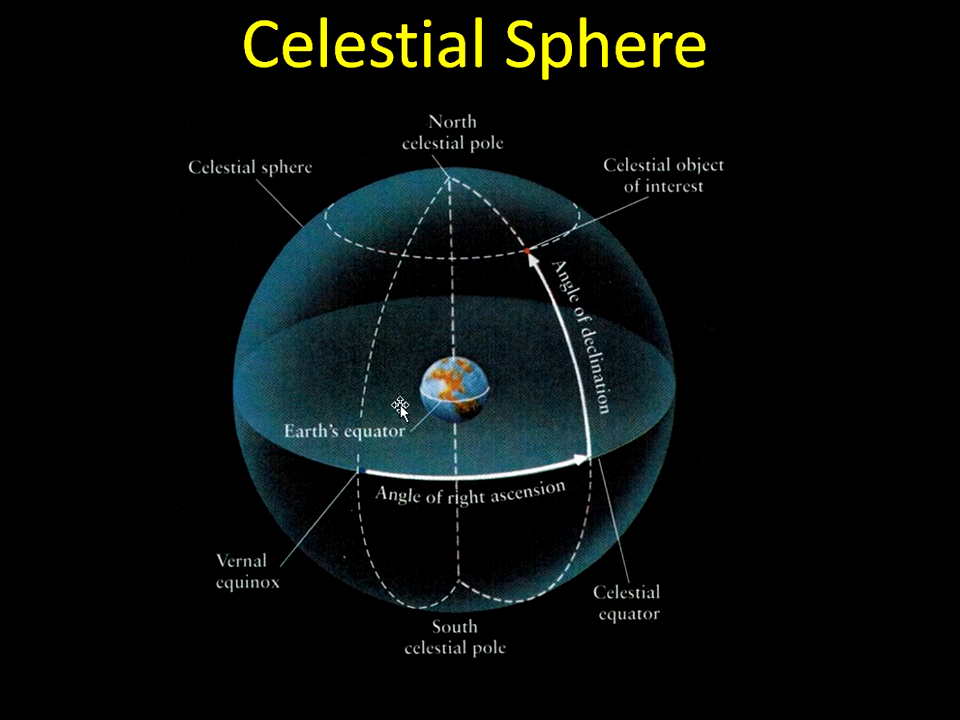 Celestial Sphere
North
celestial pole
Celestial sphere
Celestial object
of interest
Angle of declination
Earth's equator
Angle of right ascension
Vernal
equinox
Celestial
equator
South
celestial pole